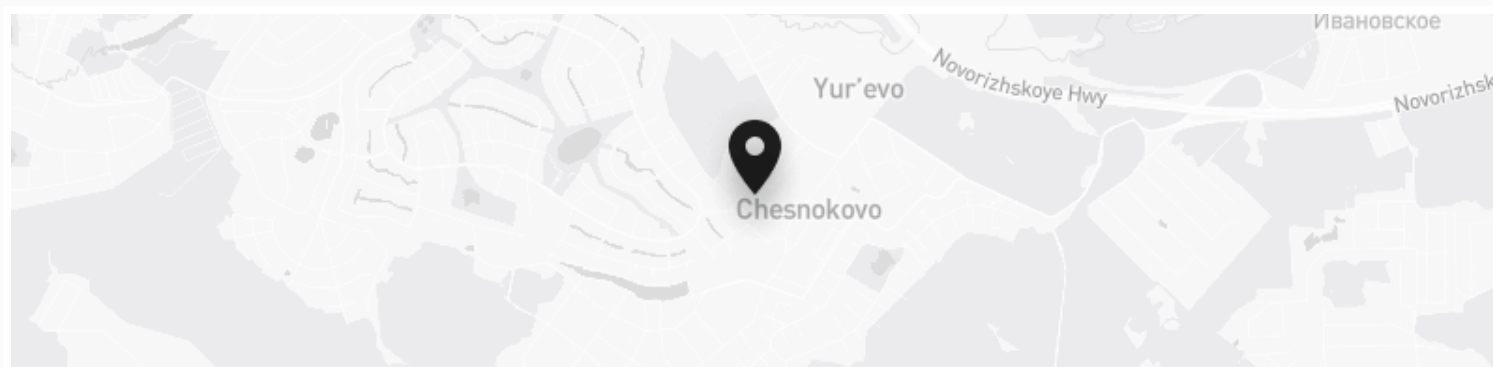 Ивановское
Novorizhskoye Hwy
Yur'evo
Novorizhsk
Chesnokovo